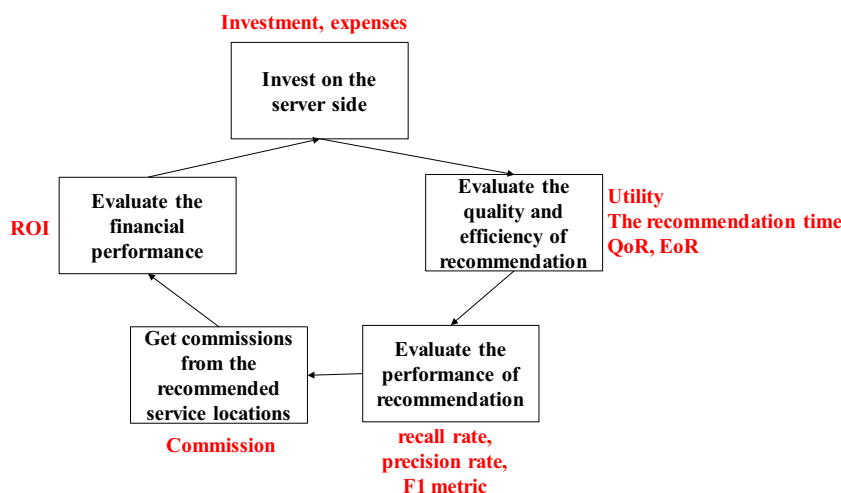 Investment, expenses
Invest on the
server side
Evaluate the
quality and
efficiency of
recommendation
Utility
The recommendation time
QoR, EoR
Evaluate the
performance of
recommendation
recall rate,
precision rate,
F1 metric
Get commissions
from the
recommended
service locations
Commission
Evaluate the
financial
performance
ROI